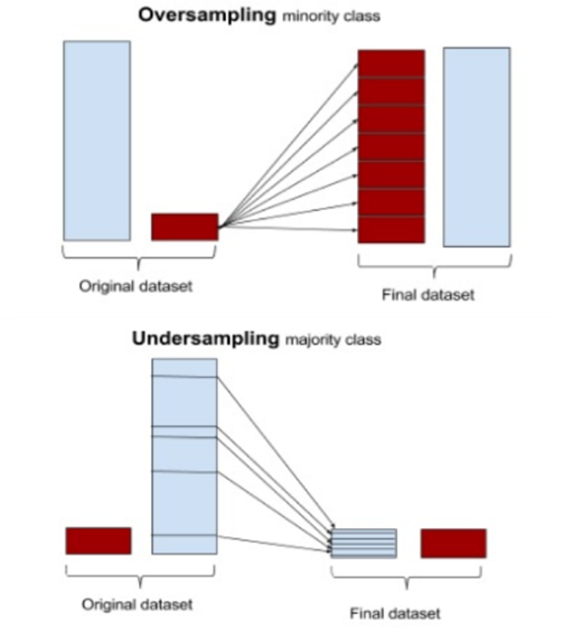 Oversampling minority class
Original dataset
Final dataset
Undersampling majority class
Original dataset
Final dataset